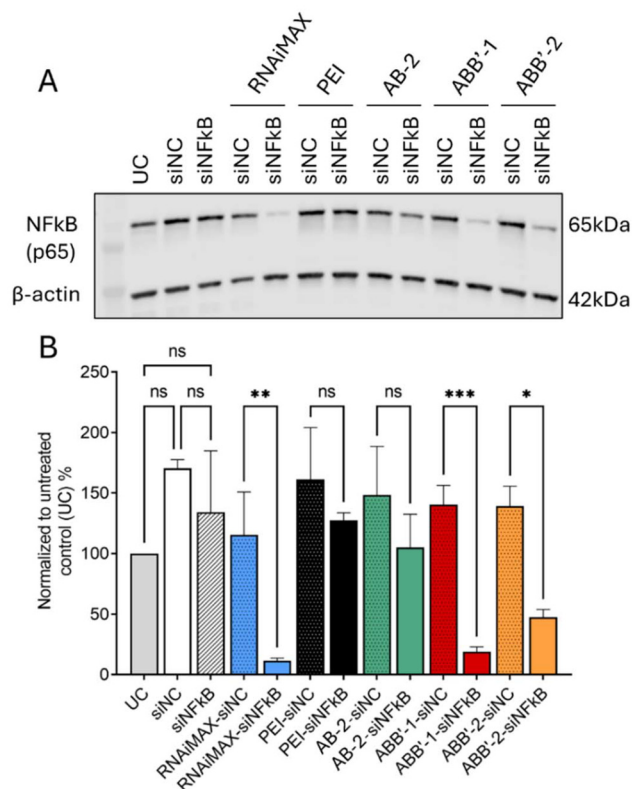 A
RNAiMAX
PEI
AB-2
ABB'-1
ABB'-2
UC
siNC
siNFkB
siNC
siNFkB
siNC
siNFkB
siNC
siNFkB
siNC
siNFkB
siNC
siNFkB
NFkB
(p65)
65kDa
β-actin
42kDa
B
ns
ns
ns
**
ns
ns
***
*
Normalized to untreated
control (UC) %
250
200
150
100
50
0
UC
siNC
siNFkB
RNAiMAX-siNC
RNAiMAX-siNFkB
PEI-siNC
PEI-siNFkB
AB-2-siNC
AB-2-siNFkB
ABB'-1-siNC
ABB'-1-siNFkB
ABB'-2-siNC
ABB'-2-siNFkB